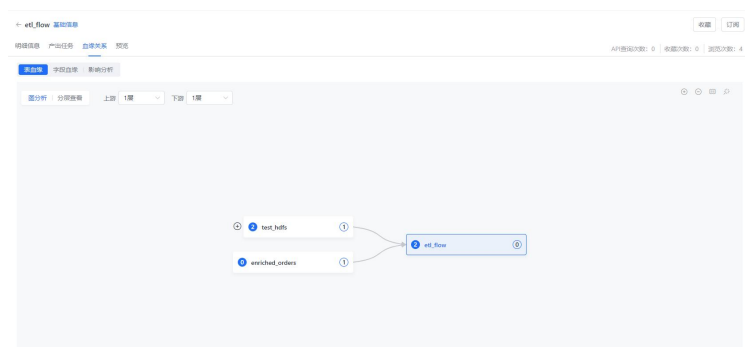 ← etl_flow 基础信息
收藏 订阅
明细信息 产出任务 血缘关系 预览
API查询次数: 0 收藏次数: 0 浏览次数: 4
表血缘 字段血缘 影响分析
图分析 分层查看 上游 1层 下游 1层
2 test_hdfs 1
2 etl_flow 0
0 enriched_orders 1